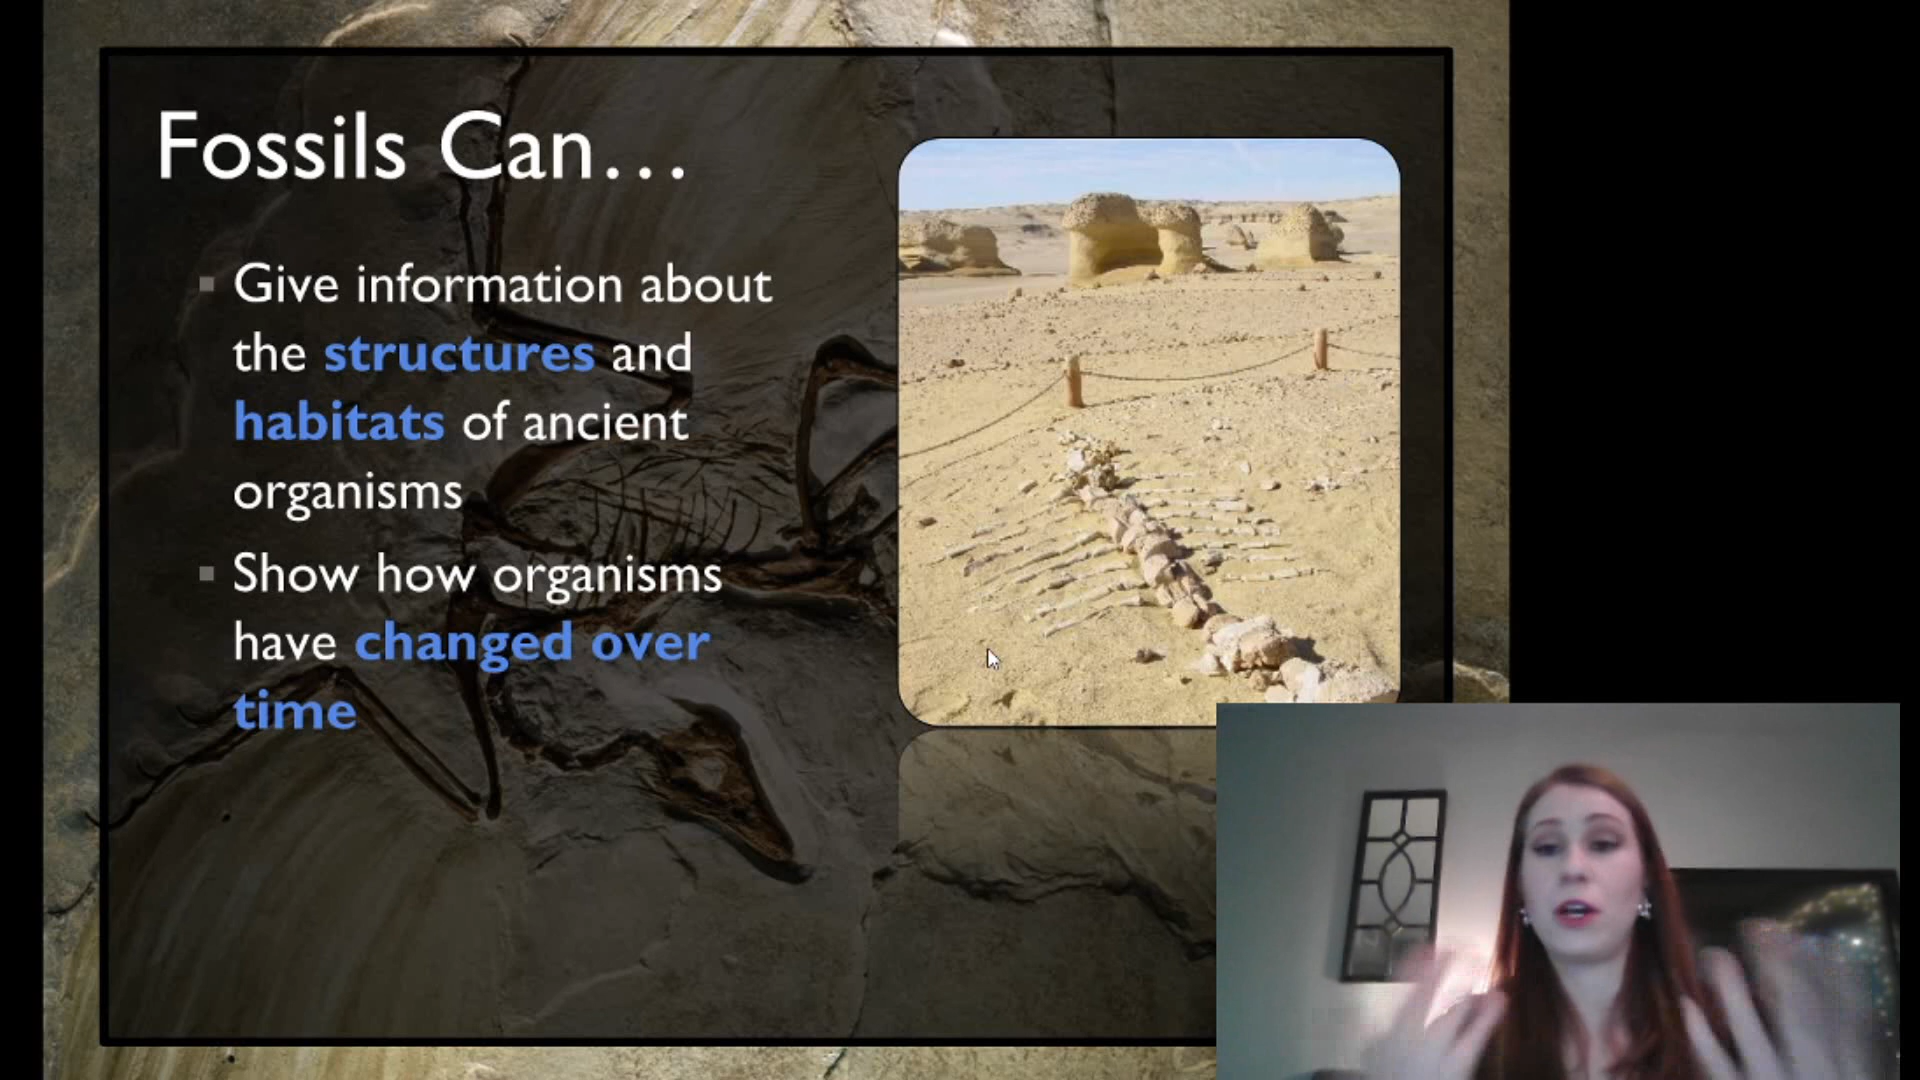 Fossils Can…
Give information about
the structures and
habitats of ancient
organisms
Show how organisms
have changed over
time